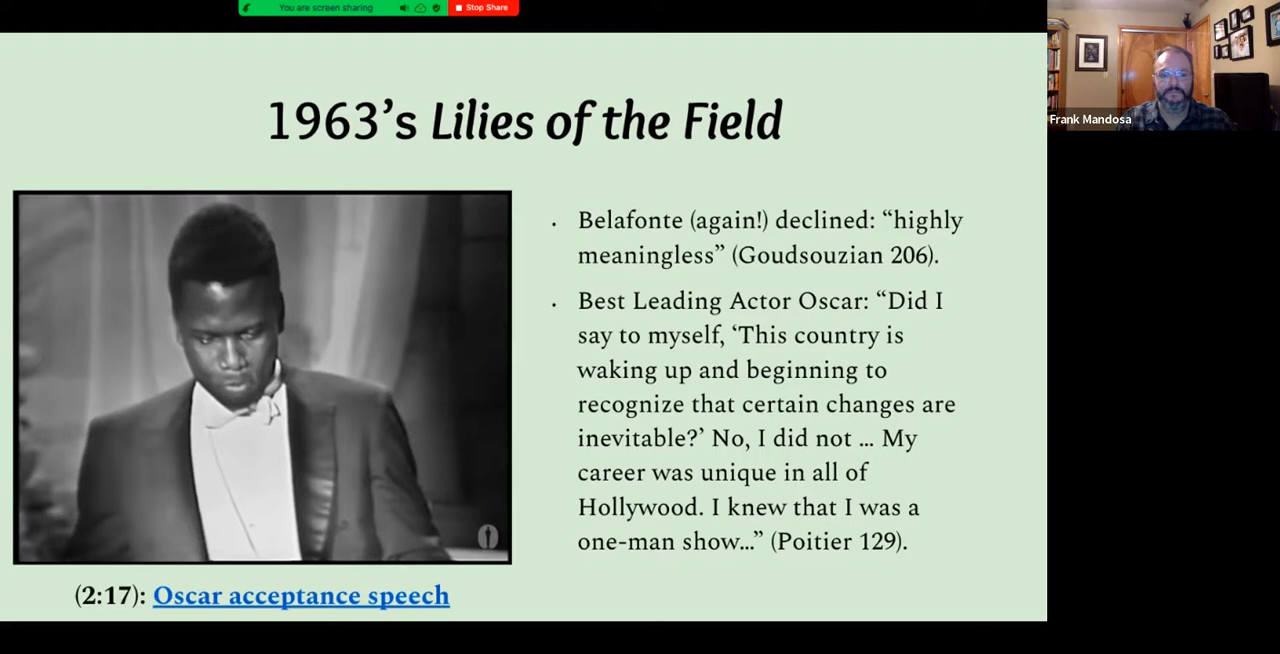 You are screen sharing
Stop Share
Frank Mandosa
1963’s Lilies of the Field
• Belafonte (again!) declined: “highly
meaningless” (Goudsouzian 206).
• Best Leading Actor Oscar: “Did I
say to myself, ‘This country is
waking up and beginning to
recognize that certain changes are
inevitable?’ No, I did not ... My
career was unique in all of
Hollywood. I knew that I was a
one-man show...” (Poitier 129).
(2:17): Oscar acceptance speech